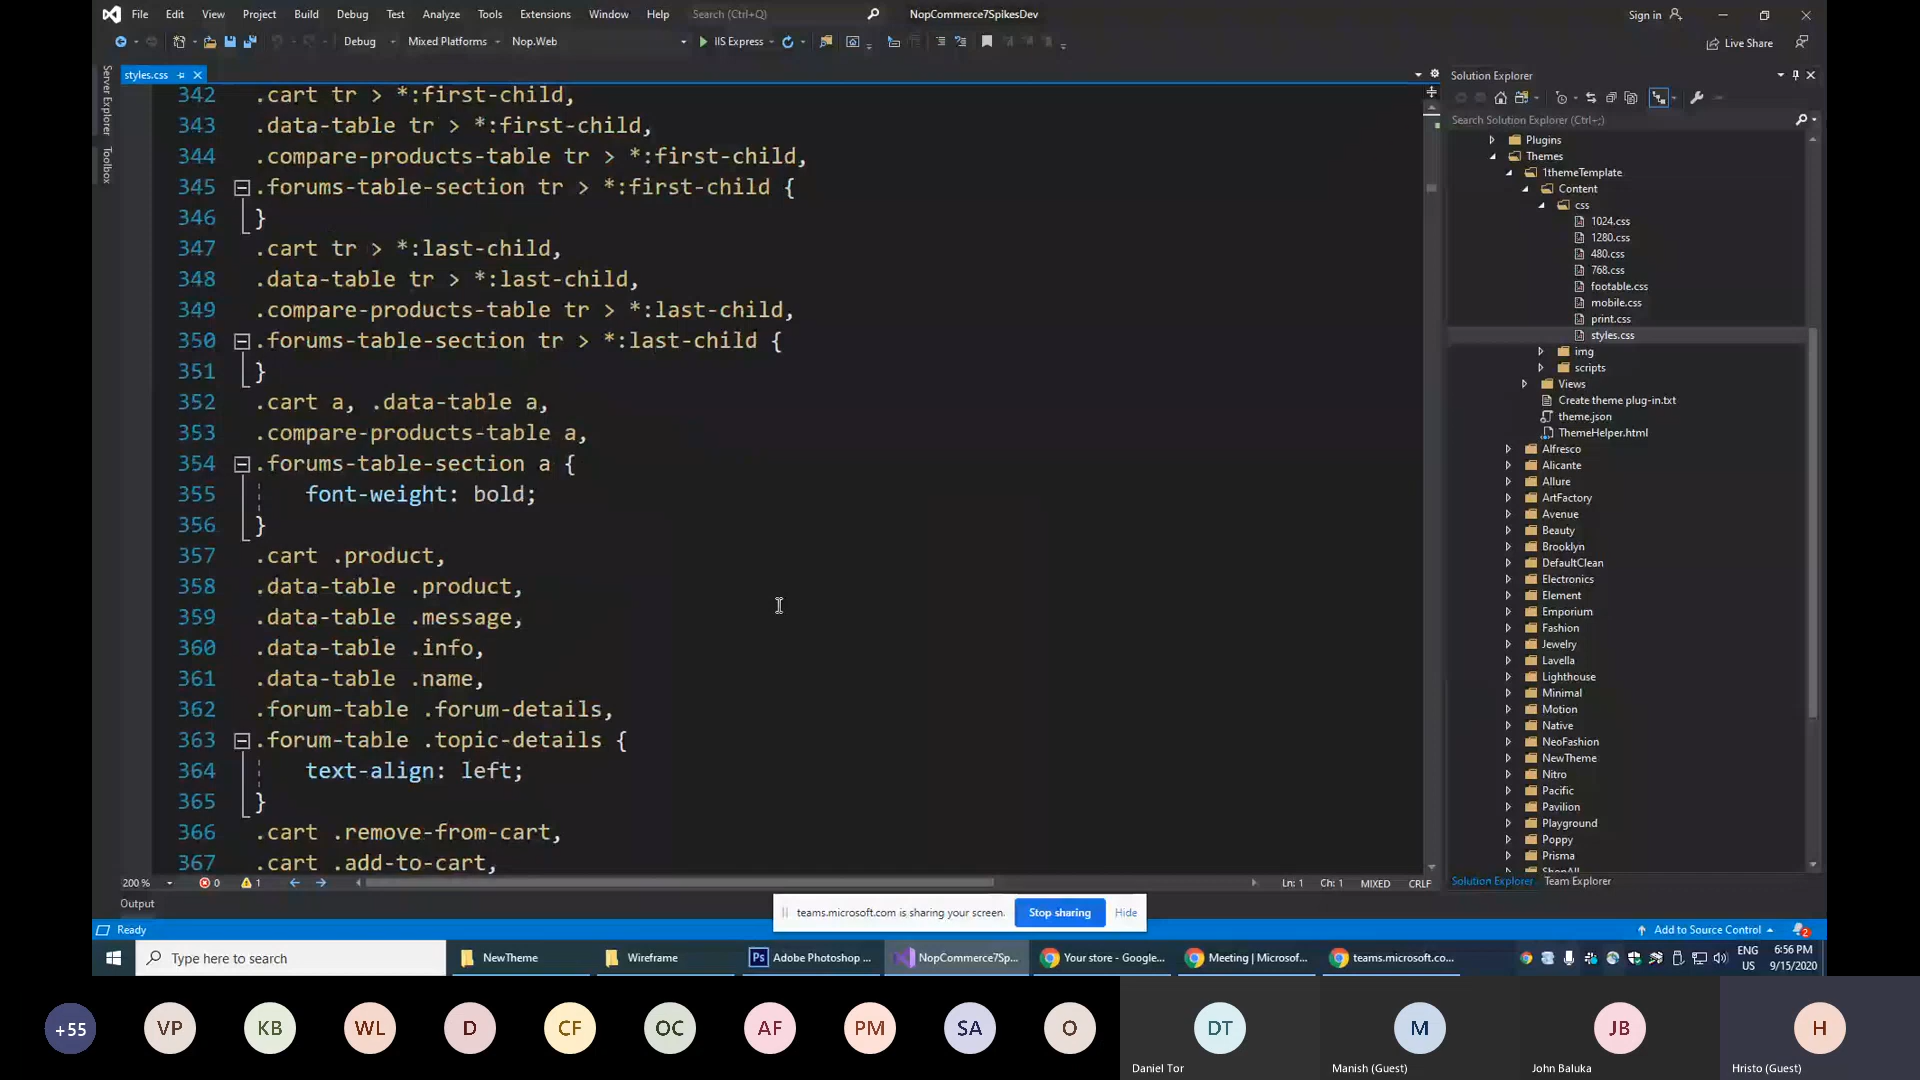 File Edit View Project Build Debug Test Analyze Tools Extensions Window Help Search (Ctrl+Q) NopCommerce7SpikesDev Sign in
Debug Mixed Platforms Nop.Web IIS Express Live Share
Server Explorer
Toolbox
styles.css
342 .cart tr > *:first-child,
343 .data-table tr > *:first-child,
344 .compare-products-table tr > *:first-child,
345 .forums-table-section tr > *:first-child {
346 }
347 .cart tr > *:last-child,
348 .data-table tr > *:last-child,
349 .compare-products-table tr > *:last-child,
350 .forums-table-section tr > *:last-child {
351 }
352 .cart a, .data-table a,
353 .compare-products-table a,
354 .forums-table-section a {
355 font-weight: bold;
356 }
357 .cart .product,
358 .data-table .product,
359 .data-table .message,
360 .data-table .info,
361 .data-table .name,
362 .forum-table .forum-details,
363 .forum-table .topic-details {
364 text-align: left;
365 }
366 .cart .remove-from-cart,
367 .cart .add-to-cart,
200 % 0 1 Ln: 1 Ch: 1 MIXED CRLF
Output
Ready
Solution Explorer
Search Solution Explorer (Ctrl+;)
Plugins
Themes
1themeTemplate
Content
css
1024.css
1280.css
480.css
768.css
footable.css
mobile.css
print.css
styles.css
img
scripts
Views
Create theme plug-in.txt
theme.json
ThemeHelper.html
Alfresco
Alicante
Allure
ArtFactory
Avenue
Beauty
Brooklyn
DefaultClean
Electronics
Element
Emporium
Fashion
Jewelry
Lavella
Lighthouse
Minimal
Motion
Native
NeoFashion
NewTheme
Nitro
Pacific
Pavilion
Playground
Poppy
Prisma
Solution Explorer Team Explorer
teams.microsoft.com is sharing your screen. Stop sharing Hide
Add to Source Control 2
Type here to search NewTheme Wireframe Ps Adobe Photoshop ... NopCommerce7Sp... Your store - Google... Meeting | Microsof... teams.microsoft.co...
ENG US 6:56 PM 9/15/2020
+55 VP KB WL D CF OC AF PM SA O DT M JB H
Daniel Tor Manish (Guest) John Baluka Hristo (Guest)